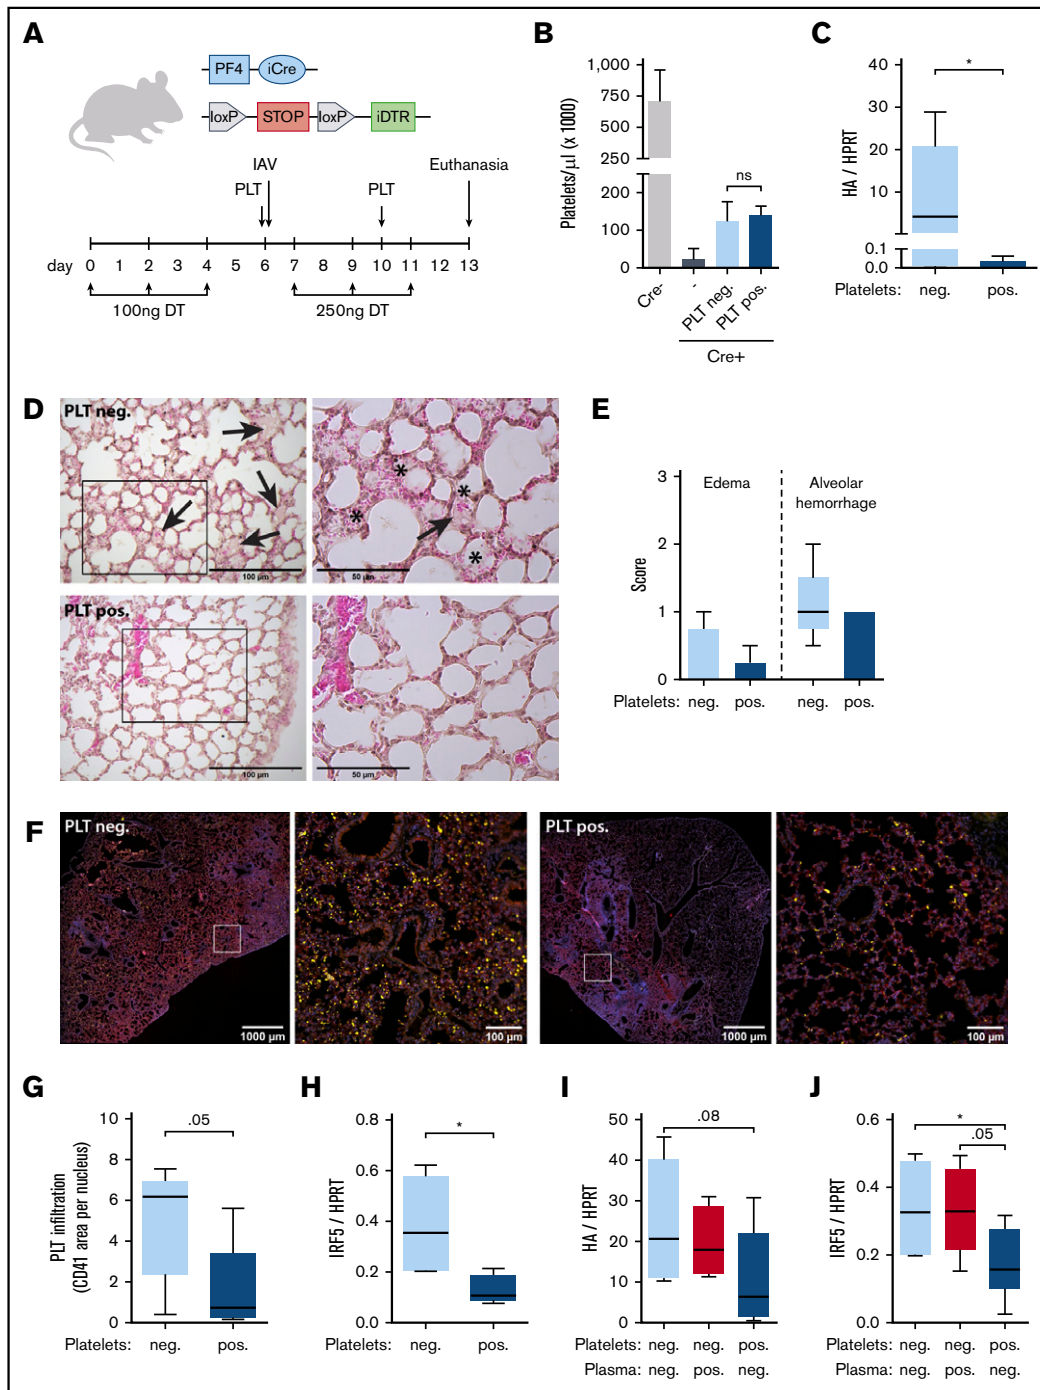 A
PF4 iCre
loxP STOP loxP iDTR
IAV
PLT
PLT
Euthanasia
day 0 1 2 3 4 5 6 7 8 9 10 11 12 13
100ng DT
250ng DT
B
Platelets/µl (x 1000)
1,000
750
500
250
200
100
0
ns
Cre-
-
PLT neg.
PLT pos.
Cre+
C
HA / HPRT
40
30
20
10
0.1
0.0
*
Platelets: neg. pos.
D
PLT neg.
100 µm
* * * *
50 µm
PLT pos.
100 µm
50 µm
E
Score
3
2
1
0
Edema
Alveolar
hemorrhage
Platelets: neg. pos. neg. pos.
F
PLT neg.
1000 µm
100 µm
PLT pos.
1000 µm
100 µm
G
PLT infiltration
(CD41 area per nucleus)
10
8
6
4
2
0
.05
Platelets: neg. pos.
H
IRF5 / HPRT
0.8
0.6
0.4
0.2
0.0
*
Platelets: neg. pos.
I
HA / HPRT
50
40
30
20
10
0
.08
Platelets: neg. neg. pos.
Plasma: neg. pos. neg.
J
IRF5 / HPRT
0.6
0.4
0.2
0.0
*
.05
Platelets: neg. neg. pos.
Plasma: neg. pos. neg.